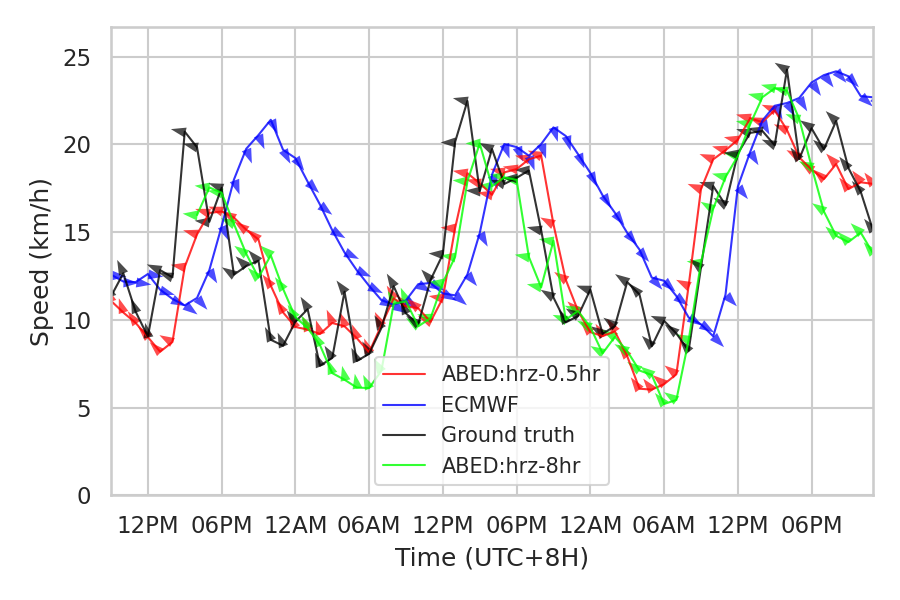 25
20
15
10
5
0
Speed (km/h)
ABED:hrz-0.5hr
ECMWF
Ground truth
ABED:hrz-8hr
12PM 06PM 12AM 06AM 12PM 06PM 12AM 06AM 12PM 06PM
Time (UTC+8H)